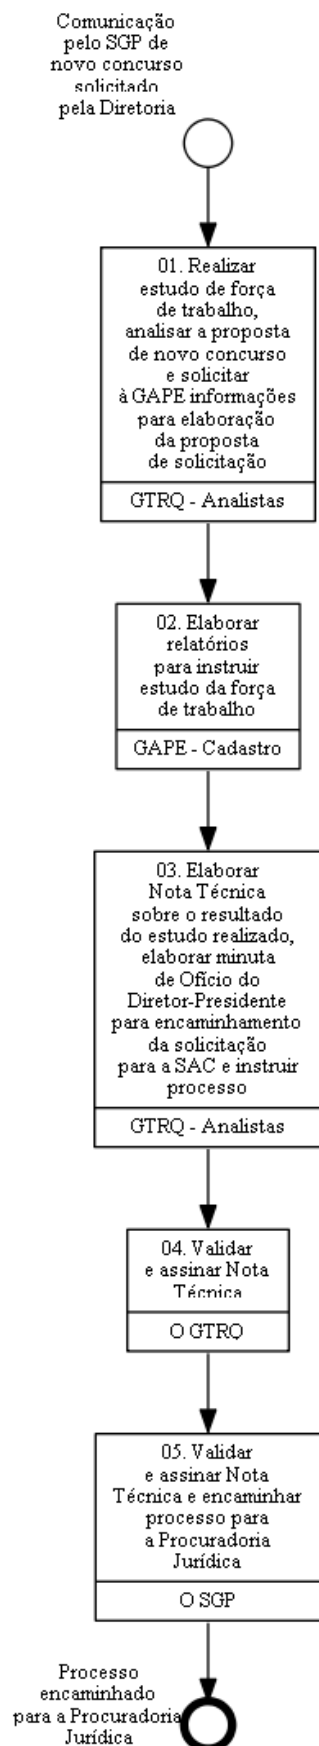 Comunicação
pelo SGP de
novo concurso
solicitado
pela Diretoria
01. Realizar
estudo de força
de trabalho,
analisar a proposta
de novo concurso
e solicitar
à GAPE informações
para elaboração
da proposta
de solicitação
GTRQ - Analistas
02. Elaborar
relatórios
para instruir
estudo da força
de trabalho
GAPE - Cadastro
03. Elaborar
Nota Técnica
sobre o resultado
do estudo realizado,
elaborar minuta
de Ofício do
Diretor-Presidente
para encaminhamento
da solicitação
para a SAC e instruir
processo
GTRQ - Analistas
04. Validar
e assinar Nota
Técnica
O GTRQ
05. Validar
e assinar Nota
Técnica e encaminhar
processo para
a Procuradoria
Jurídica
O SGP
Processo
encaminhado
para a Procuradoria
Jurídica